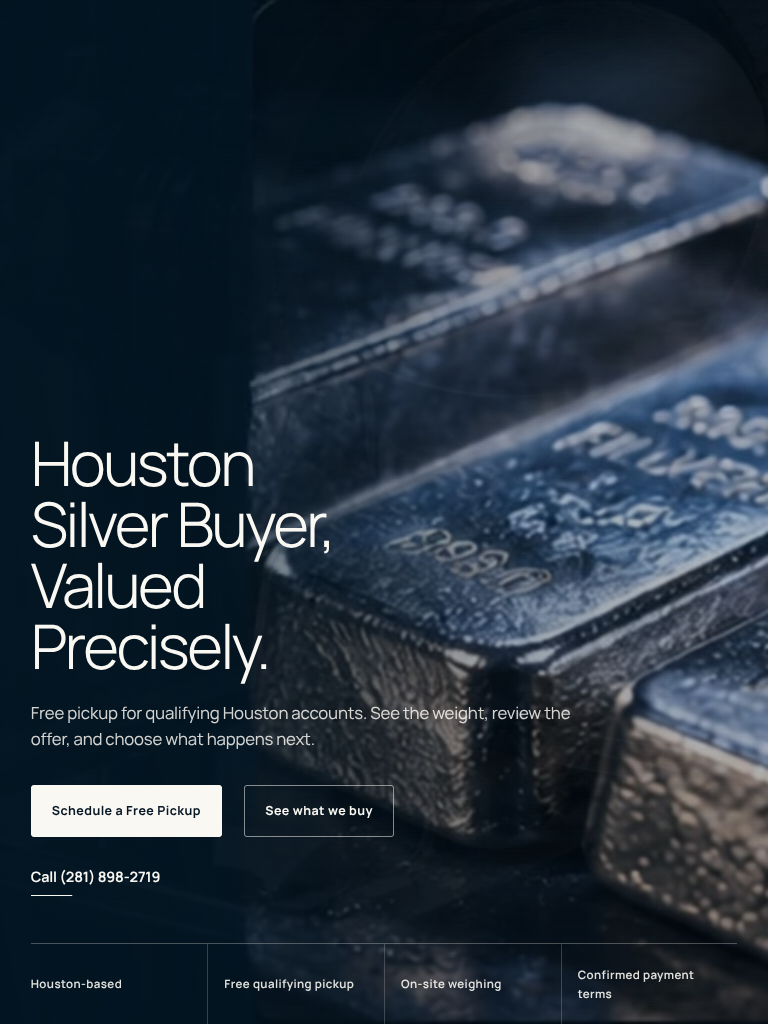 Houston
Silver Buyer,
Valued
Precisely.
Free pickup for qualifying Houston accounts. See the weight, review the
offer, and choose what happens next.
Schedule a Free Pickup
See what we buy
Call (281) 898-2719
Houston-based
Free qualifying pickup
On-site weighing
Confirmed payment
terms